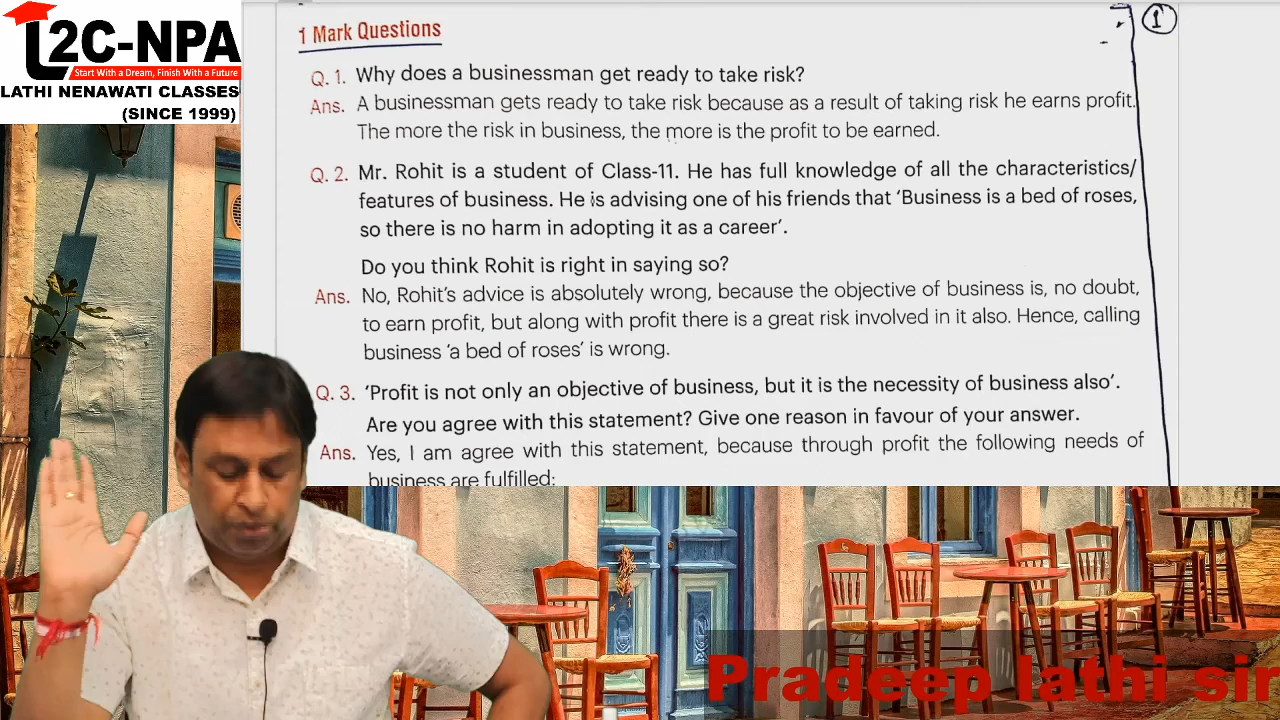 L2C-NPA
Start With a Dream, Finish With a Future
LATHI NENAWATI CLASSES
(SINCE 1999)
1 Mark Questions
1
Q. 1. Why does a businessman get ready to take risk?
Ans. A businessman gets ready to take risk because as a result of taking risk he earns profit.
The more the risk in business, the more is the profit to be earned.
Q. 2. Mr. Rohit is a student of Class-11. He has full knowledge of all the characteristics/
features of business. He is advising one of his friends that ‘Business is a bed of roses,
so there is no harm in adopting it as a career’.
Do you think Rohit is right in saying so?
Ans. No, Rohit’s advice is absolutely wrong, because the objective of business is, no doubt,
to earn profit, but along with profit there is a great risk involved in it also. Hence, calling
business ‘a bed of roses’ is wrong.
Q. 3. ‘Profit is not only an objective of business, but it is the necessity of business also’.
Are you agree with this statement? Give one reason in favour of your answer.
Ans. Yes, I am agree with this statement, because through profit the following needs of
business are fulfilled:
Pradeep lathi sir